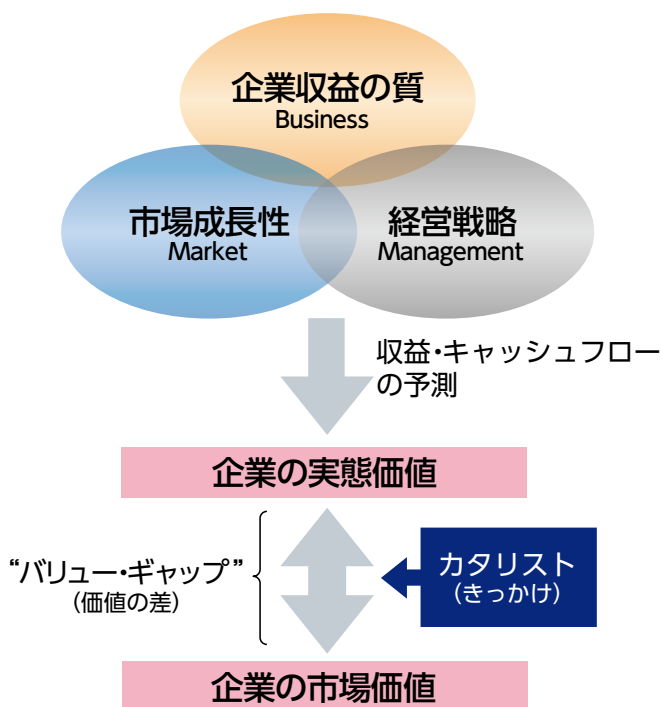 企業収益の質
Business
市場成長性
Market
経営戦略
Management
収益・キャッシュフロー
の予測
企業の実態価値
“バリュー・ギャップ”
(価値の差)
カタリスト
(きっかけ)
企業の市場価値